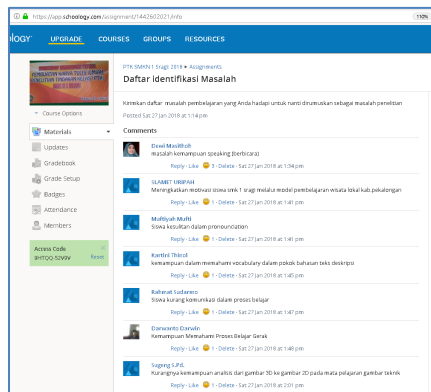 https://app.schoology.com/assignment/1442602021/info
110%
UPGRADE COURSES GROUPS RESOURCES
PTK SMKN 1 Sragi 2018 ▸ Assignments
Daftar Identifikasi Masalah
Kirimkan daftar masalah pembelajaran yang Anda hadapi untuk nanti dirumuskan sebagai masalah penelitian
Posted Sat 27 Jan 2018 at 1:14 pm
Comments
Dewi Masithoh
masalah kemampuan speaking (berbicara)
Reply · Like 3 · Delete · Sat 27 Jan 2018 at 1:34 pm
SLAMET URIPAH
Meningkatkan motivasi siswa smk 1 sragi melalui model pembelajaran wisata lokal kab.pekalongan
Reply · Like 1 · Delete · Sat 27 Jan 2018 at 1:41 pm
Muftiyah Mufti
Siswa kesulitan dalam pronounciation
Reply · Like 1 · Delete · Sat 27 Jan 2018 at 1:41 pm
Kartini Thirol
kemampuan dalam memahami vocabulary dalam pokok bahasan teks deskripsi
Reply · Like 1 · Delete · Sat 27 Jan 2018 at 1:45 pm
Rahmat Sudarmo
Siswa kurang komunikasi dalam proses belajar
Reply · Like 1 · Delete · Sat 27 Jan 2018 at 1:47 pm
Darwanto Darwin
Kemampuan Memahami Proses Belajar Gerak
Reply · Like 1 · Delete · Sat 27 Jan 2018 at 1:48 pm
Sugeng S.Pd.
Kurangnya kemampuan analisis dan gambar 3D ke gambar 2D pada mata pelajaran gambar teknik
Reply · Like 1 · Delete · Sat 27 Jan 2018 at 2:01 pm
Course Options
Materials
Updates
Gradebook
Grade Setup
Badges
Attendance
Members
Access Code
Reset